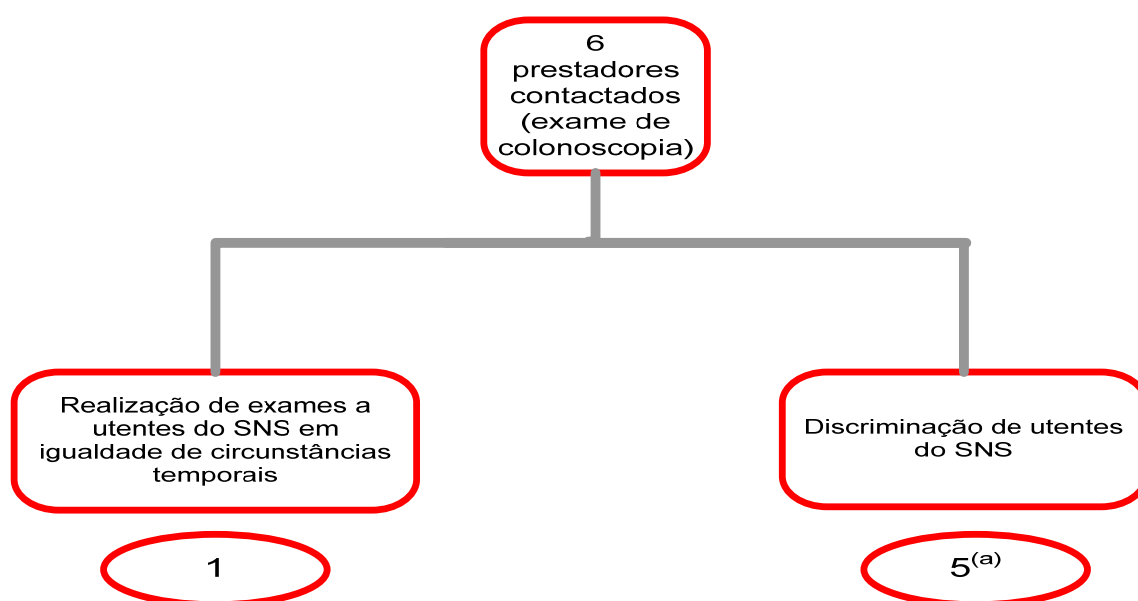 6
prestadores
contactados
(exame de
colonoscopia)
Realização de exames a
utentes do SNS em
igualdade de circunstâncias
temporais
Discriminação de utentes
do SNS
1
5(a)